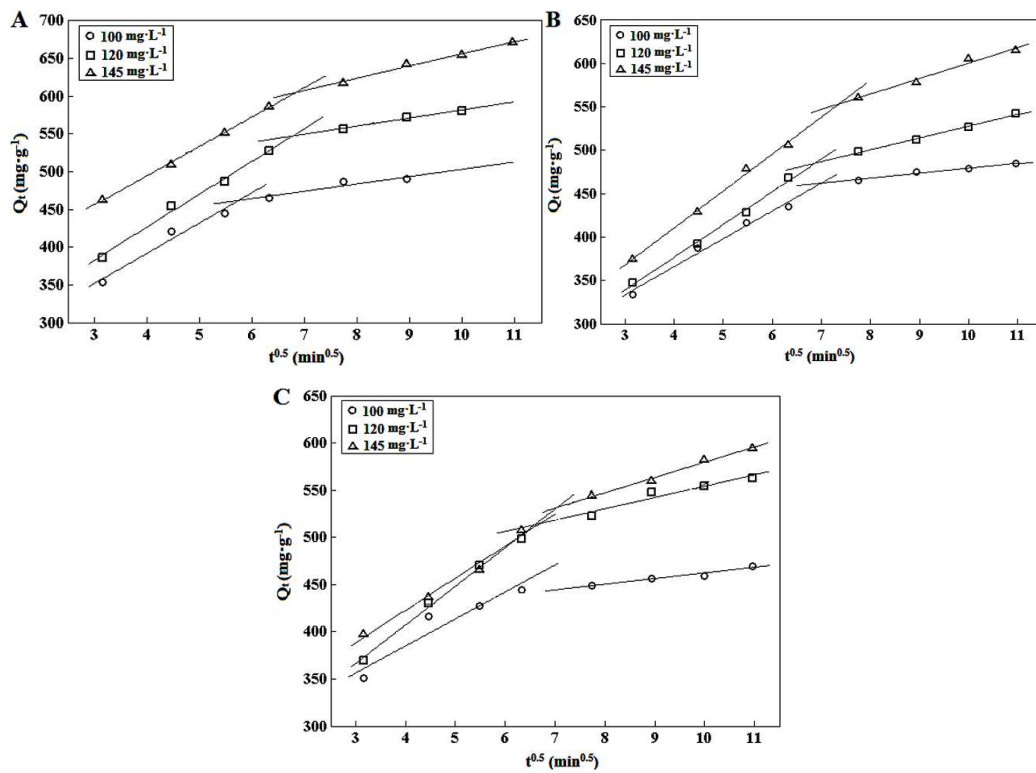 A
700
650
600
550
500
450
400
350
300
Qt (mg·g-1)
100 mg·L-1
120 mg·L-1
145 mg·L-1
3 4 5 6 7 8 9 10 11
t0.5 (min0.5)
B
650
600
550
500
450
400
350
300
Qt (mg·g-1)
100 mg·L-1
120 mg·L-1
145 mg·L-1
3 4 5 6 7 8 9 10 11
t0.5 (min0.5)
C
650
600
550
500
450
400
350
300
Qt (mg·g-1)
100 mg·L-1
120 mg·L-1
145 mg·L-1
3 4 5 6 7 8 9 10 11
t0.5 (min0.5)